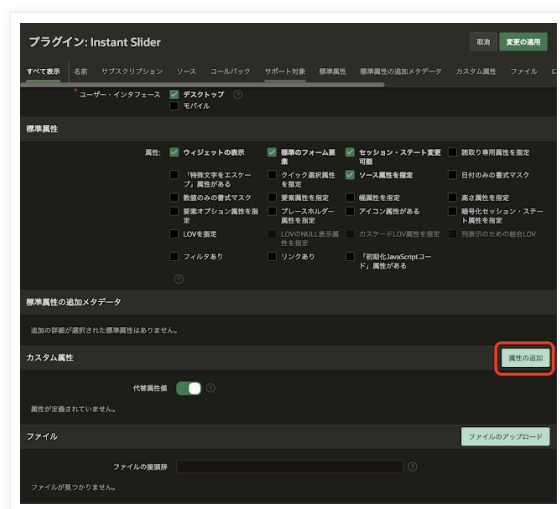 プラグイン: Instant Slider
取消 変更の適用
すべて表示 名前 サブスクリプション ソース コールバック サポート対象 標準属性 標準属性の追加メタデータ カスタム属性 ファイル
* ユーザー・インタフェース デスクトップ
モバイル
標準属性
属性: ウィジェットの表示 標準のフォーム要素 セッション・ステート変更可能 読取り専用属性を指定
「特殊文字をエスケープ」属性がある クイック選択属性を指定 ソース属性を指定 日付のみの書式マスク
数値のみの書式マスク 要素属性を指定 幅属性を指定 高さ属性を指定
要素オプション属性を指定 プレースホルダー属性を指定 アイコン属性がある 暗号化セッション・ステート属性を指定
LOVを指定 LOVのNULL表示属性を指定 カスケードLOV属性を指定 列表示のための結合LOV
フィルタあり リンクあり 「初期化JavaScriptコード」属性がある
標準属性の追加メタデータ
追加の詳細が選択された標準属性はありません。
カスタム属性 属性の追加
代替属性値
属性が定義されていません。
ファイル ファイルのアップロード
ファイルの接頭辞
ファイルが見つかりません。